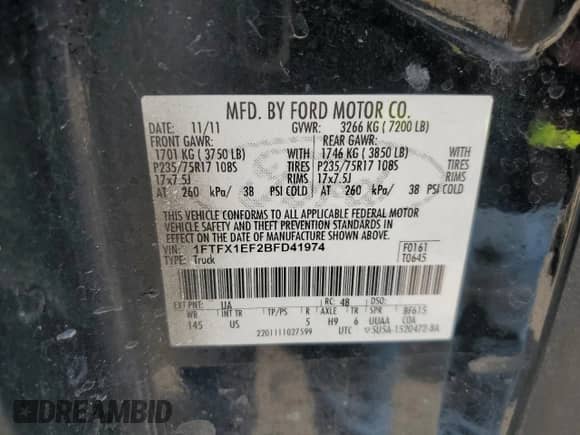 MFD. BY FORD MOTOR CO.
DATE: 11/11 GVWR: 3266 KG ( 7200 LB)
FRONT GAWR: REAR GAWR:
1701 KG ( 3750 LB) WITH 1746 KG ( 3850 LB) WITH
P235/75R17 108S TIRES P235/75R17 108S TIRES
17x7.5J RIMS 17x7.5J RIMS
AT 260 kPa/ 38 PSI COLD AT 260 kPa/ 38 PSI COLD
THIS VEHICLE CONFORMS TO ALL APPLICABLE FEDERAL MOTOR
VEHICLE SAFETY AND THEFT PREVENTION STANDARDS IN EFFECT ON
THE DATE OF MANUFACTURE SHOWN ABOVE.
VIN: 1FTFX1EF2BFD41974 F0161
TYPE: Truck T0645
EXT PNT: UA RC: 48 DSO:
WB INT TR TP/PS R AXLE TR SPR BF615
145 US 5 H9 6 UUAA CDA
2201111027599 UTC 5U5A-1520472-BA
DREAMBID